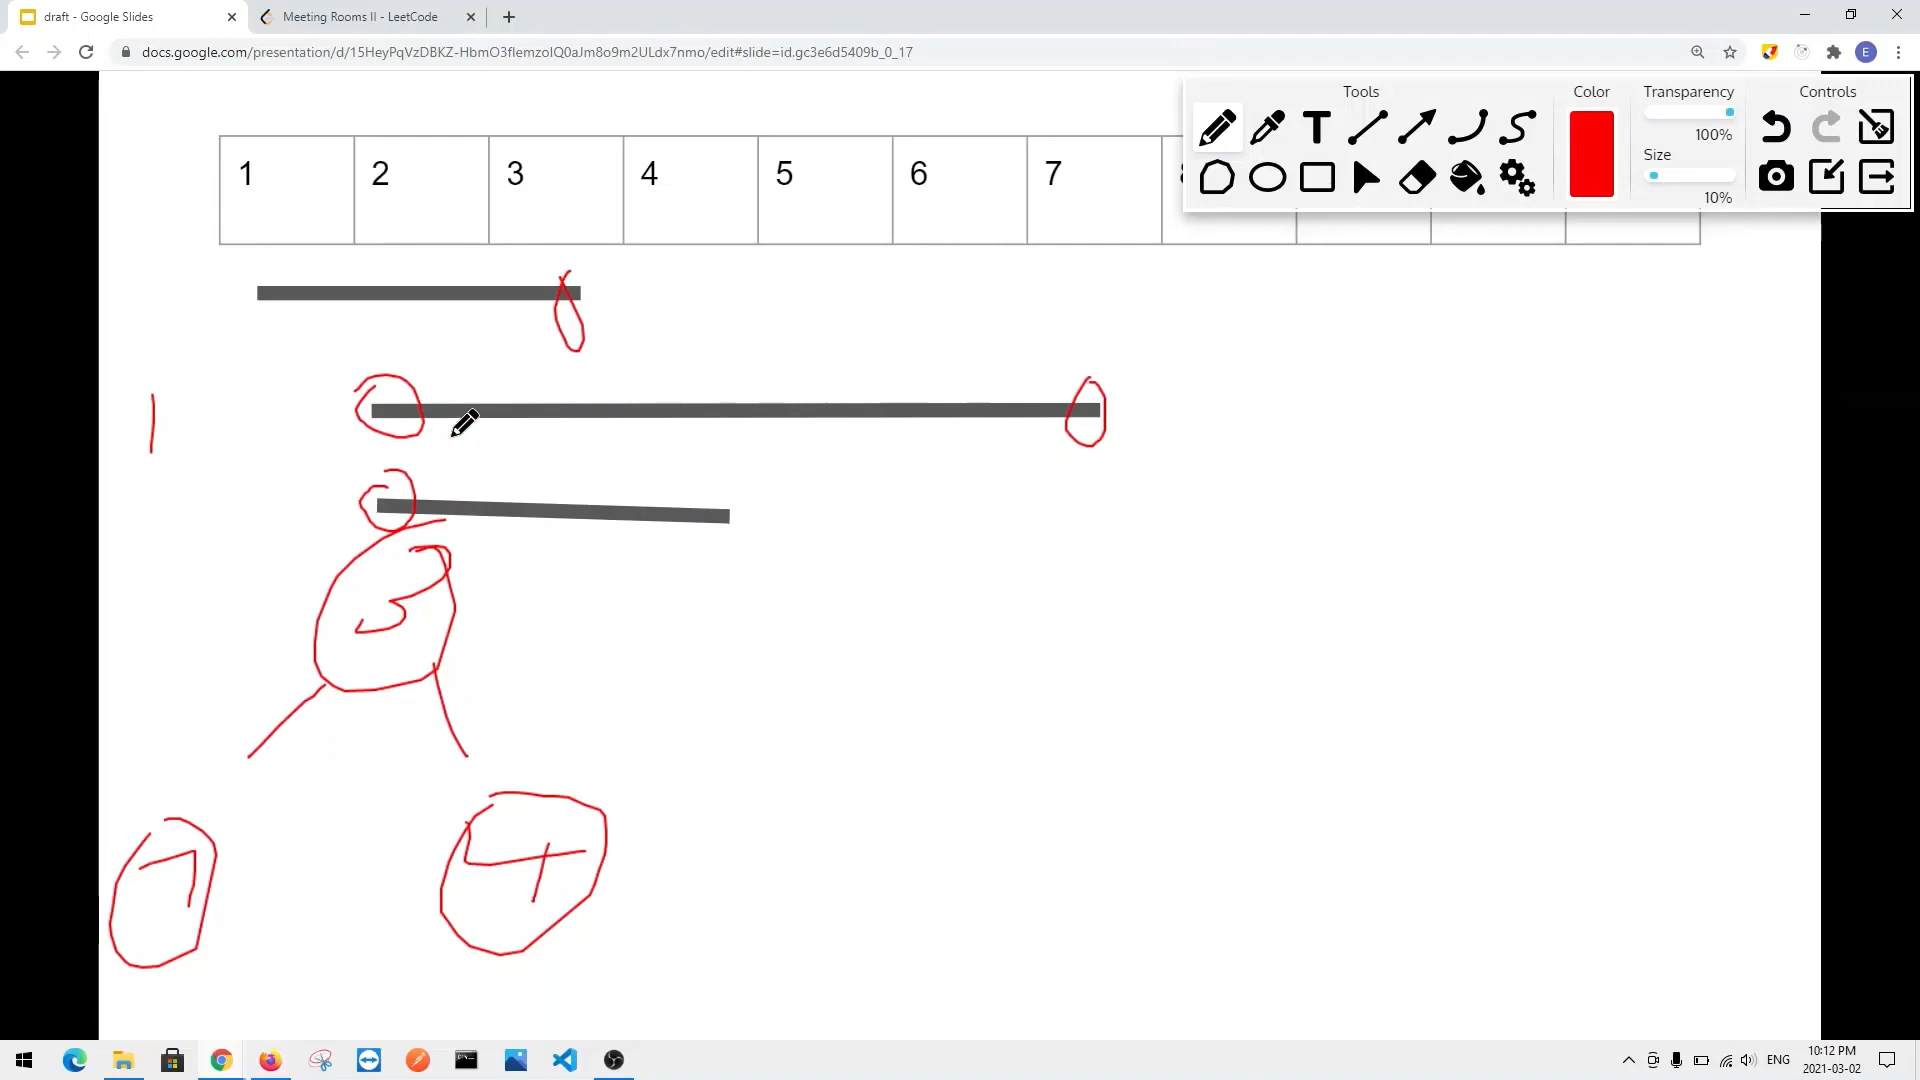 draft - Google Slides
Meeting Rooms II - LeetCode
docs.google.com/presentation/d/15HeyPqVzDBKZ-HbmO3flemzolQ0aJm8o9m2ULdx7nmo/edit#slide=id.gc3e6d5409b_0_17
E
Tools
Color
Transparency
Controls
100%
Size
10%
1 2 3 4 5 6 7
1
3
7
4
ENG
10:12 PM
2021-03-02